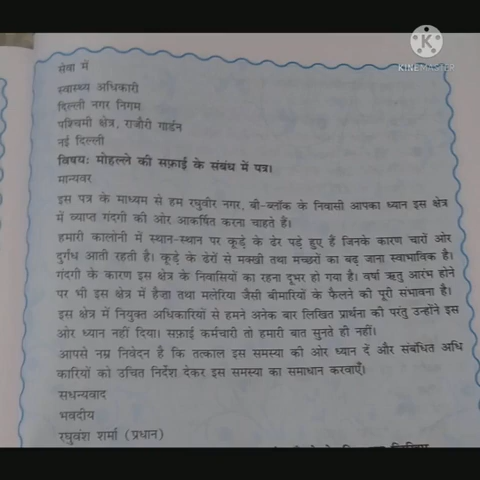 KINEMASTER
सेवा में
स्वास्थ्य अधिकारी
दिल्ली नगर निगम
पश्चिमी क्षेत्र, राजौरी गार्डन
नई दिल्ली
विषयः मोहल्ले की सफ़ाई के संबंध में पत्र।
मान्यवर
इस पत्र के माध्यम से हम रघुवीर नगर, बी-ब्लॉक के निवासी आपका ध्यान इस क्षेत्र
में व्याप्त गंदगी की ओर आकर्षित करना चाहते हैं।
हमारी कालोनी में स्थान-स्थान पर कूड़े के ढेर पड़े हुए हैं जिनके कारण चारों ओर
दुर्गंध आती रहती है। कूड़े के ढेरों से मक्खी तथा मच्छरों का बढ़ जाना स्वाभाविक है।
गंदगी के कारण इस क्षेत्र के निवासियों का रहना दूभर हो गया है। वर्षा ऋतु आरंभ होने
पर भी इस क्षेत्र में हैज़ा तथा मलेरिया जैसी बीमारियों के फैलने की पूरी संभावना है।
इस क्षेत्र में नियुक्त अधिकारियों से हमने अनेक बार लिखित प्रार्थना की परंतु उन्होंने इस
ओर ध्यान नहीं दिया। सफ़ाई कर्मचारी तो हमारी बात सुनते ही नहीं।
आपसे नम्र निवेदन है कि तत्काल इस समस्या की ओर ध्यान दें और संबंधित अधि
कारियों को उचित निर्देश देकर इस समस्या का समाधान करवाएँ।
सधन्यवाद
भवदीय
रघुवंश शर्मा (प्रधान)